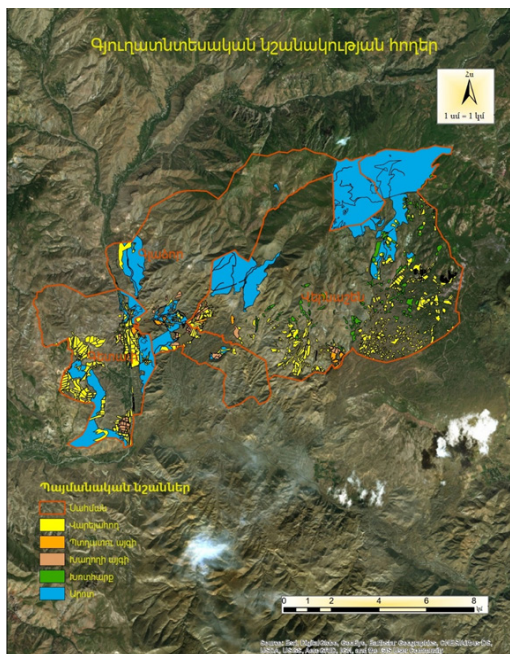 Գյուղատնտեսական նշանակության հողեր
Հս
1 սմ = 1 կմ
Պայմանական նշաններ
Սահման
Վարելահող
Պտղատու այգի
Խաղողի այգի
Խոտհարք
Արոտ
0 2 4 6 8
կմ